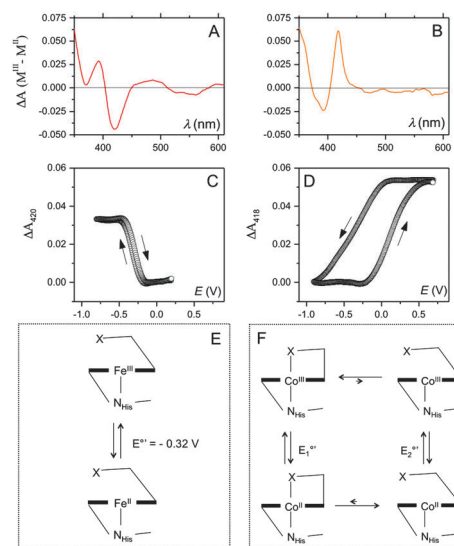 A
ΔA (M^III - M^II)
0.075
0.050
0.025
0.000
-0.025
-0.050
400 500 600
λ (nm)
B
0.075
0.050
0.025
0.000
-0.025
-0.050
400 500 600
λ (nm)
C
ΔA₄₂₀
0.06
0.04
0.02
0.00
-1.0 -0.5 0.0 0.5
E (V)
D
ΔA₄₁₈
0.06
0.04
0.02
0.00
-1.0 -0.5 0.0 0.5
E (V)
E
X
Fe^III
N_His
E°' = - 0.32 V
X
Fe^II
N_His
F
X X
Co^III Co^III
N_His N_His
E₁°' E₂°'
X X
Co^II Co^II
N_His N_His